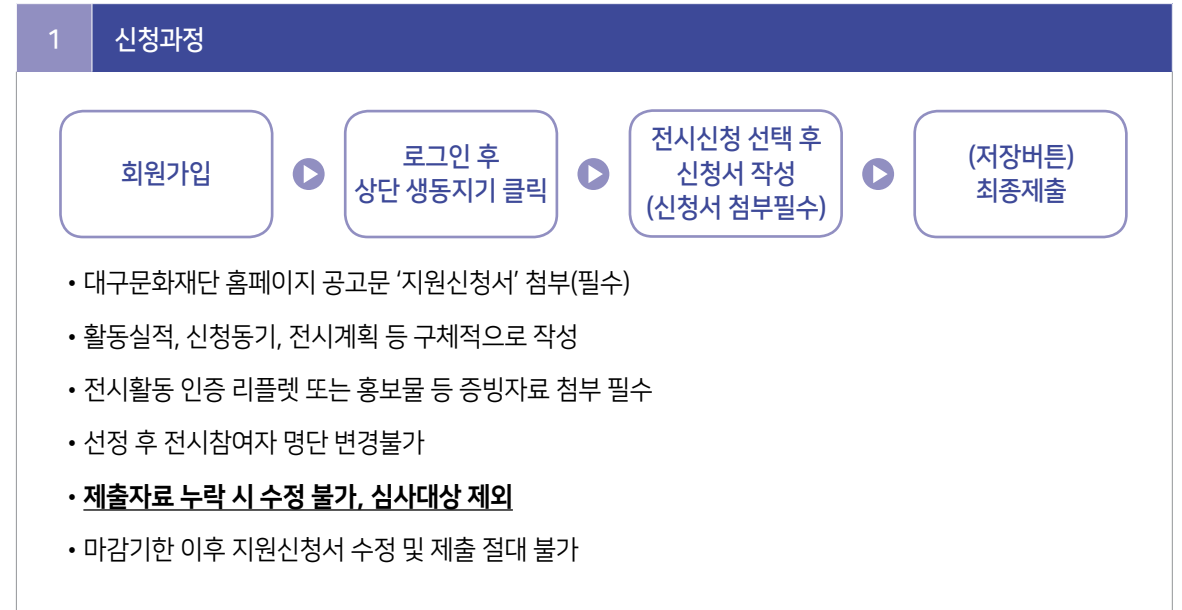 1 신청과정
회원가입
로그인 후
상단 생동지기 클릭
전시신청 선택 후
신청서 작성
(신청서 첨부필수)
(저장버튼)
최종제출
• 대구문화재단 홈페이지 공고문 ‘지원신청서’ 첨부(필수)
• 활동실적, 신청동기, 전시계획 등 구체적으로 작성
• 전시활동 인증 리플렛 또는 홍보물 등 증빙자료 첨부 필수
• 선정 후 전시참여자 명단 변경불가
• 제출자료 누락 시 수정 불가, 심사대상 제외
• 마감기한 이후 지원신청서 수정 및 제출 절대 불가